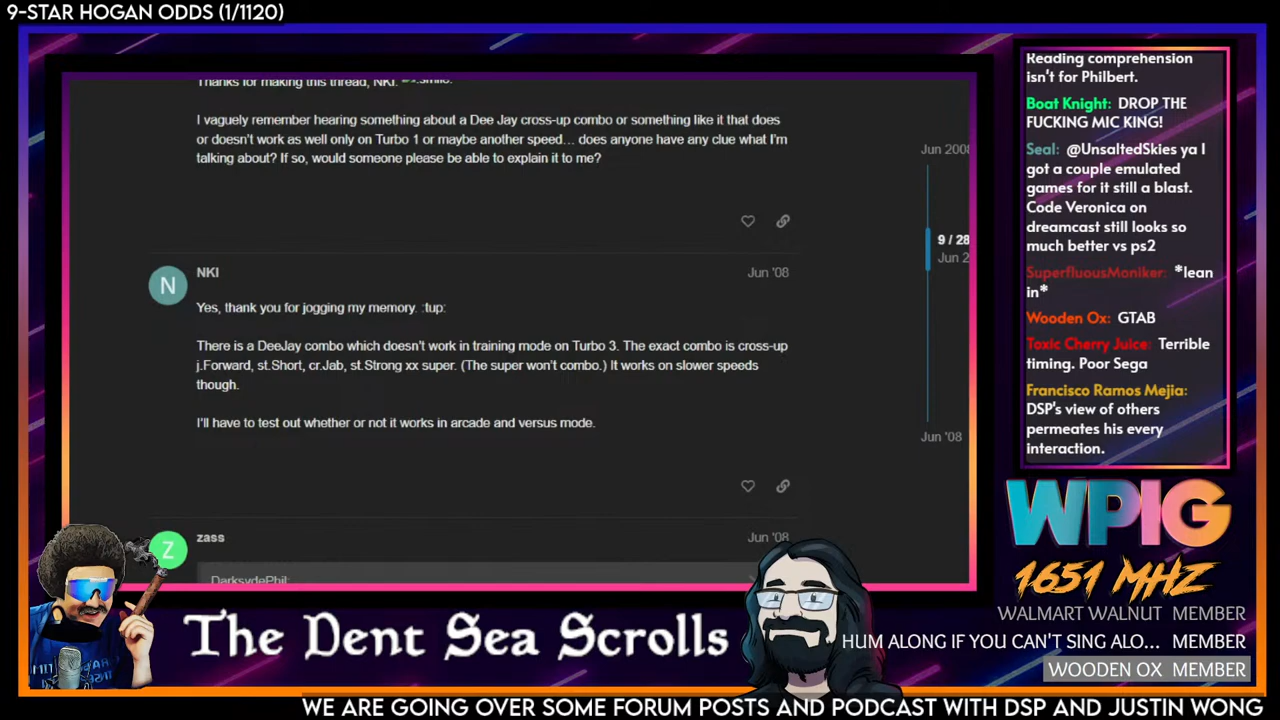 9-STAR HOGAN ODDS (1/1120)
Thanks for making this thread, NKI.
I vaguely remember hearing something about a Dee Jay cross-up combo or something like it that does
or doesn't work as well only on Turbo 1 or maybe another speed… does anyone have any clue what I'm
talking about? If so, would someone please be able to explain it to me?
N
NKI
Jun '08
Yes, thank you for jogging my memory. :tup:
There is a DeeJay combo which doesn't work in training mode on Turbo 3. The exact combo is cross-up
j.Forward, st.Short, cr.Jab, st.Strong xx super. (The super won't combo.) It works on slower speeds
though.
I'll have to test out whether or not it works in arcade and versus mode.
Z
zass
Jun '08
DarksydePhil:
Jun 2008
9 / 28
Jun 2
Jun '08
Reading comprehension
isn't for Philbert.
Boat Knight: DROP THE
FUCKING MIC KING!
Seal: @UnsaltedSkies ya I
got a couple emulated
games for it still a blast.
Code Veronica on
dreamcast still looks so
much better vs ps2
SuperfluousMoniker: *lean
in*
Wooden Ox: GTAB
Toxic Cherry Juice: Terrible
timing. Poor Sega
Francisco Ramos Mejia:
DSP's view of others
permeates his every
interaction.
WPIG
1651 MHZ
WALMART WALNUT MEMBER
HUM ALONG IF YOU CAN'T SING ALO... MEMBER
WOODEN OX MEMBER
The Dent Sea Scrolls
WE ARE GOING OVER SOME FORUM POSTS AND PODCAST WITH DSP AND JUSTIN WONG